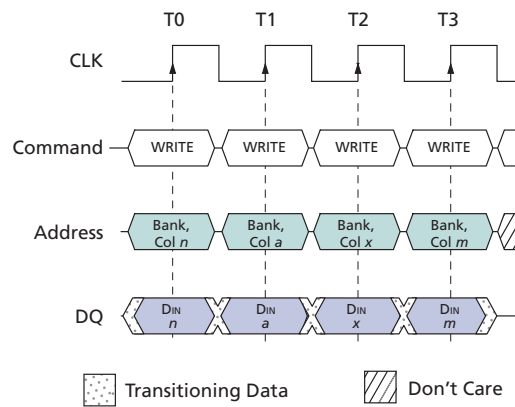 T0 T1 T2 T3
CLK
Command WRITE WRITE WRITE WRITE
Address Bank, Col n Bank, Col a Bank, Col x Bank, Col m
DQ DIN n DIN a DIN x DIN m
Transitioning Data Don't Care